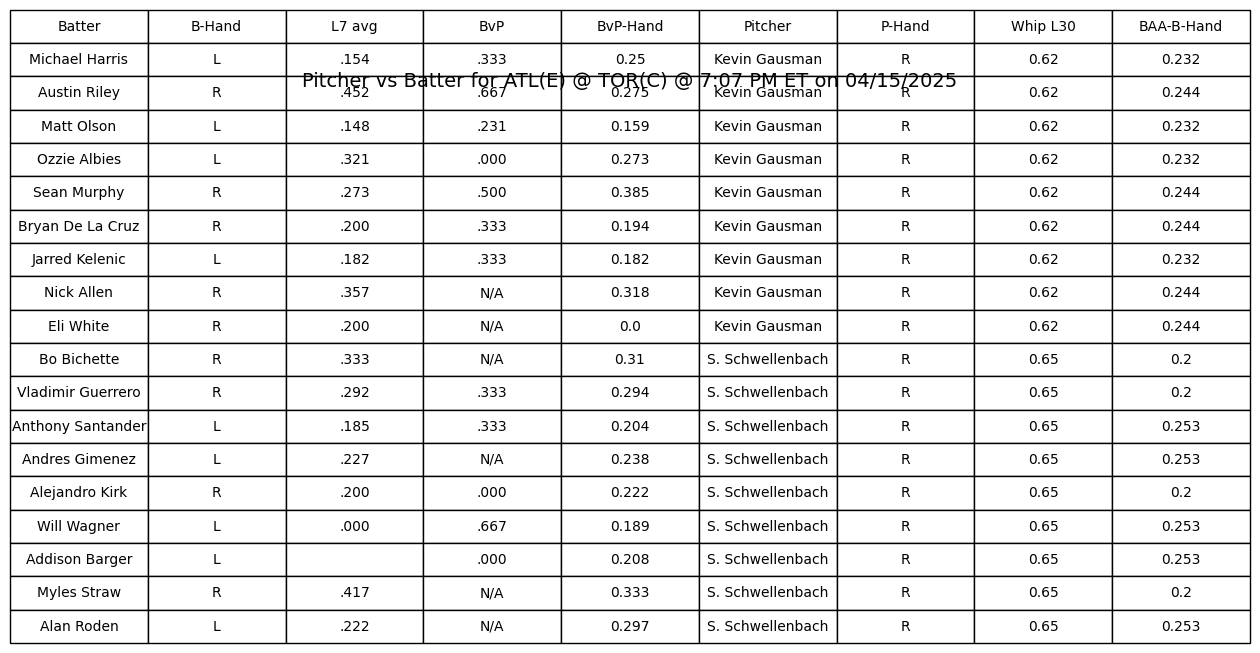 Batter B-Hand L7 avg BvP BvP-Hand Pitcher P-Hand Whip L30 BAA-B-Hand
Michael Harris L .154 .333 0.25 Kevin Gausman R 0.62 0.232
Pitcher vs Batter for ATL(E) @ TOR(C) @ 7:07 PM ET on 04/15/2025
Austin Riley R .452 .667 0.275 Kevin Gausman R 0.62 0.244
Matt Olson L .148 .231 0.159 Kevin Gausman R 0.62 0.232
Ozzie Albies L .321 .000 0.273 Kevin Gausman R 0.62 0.232
Sean Murphy R .273 .500 0.385 Kevin Gausman R 0.62 0.244
Bryan De La Cruz R .200 .333 0.194 Kevin Gausman R 0.62 0.244
Jarred Kelenic L .182 .333 0.182 Kevin Gausman R 0.62 0.232
Nick Allen R .357 N/A 0.318 Kevin Gausman R 0.62 0.244
Eli White R .200 N/A 0.0 Kevin Gausman R 0.62 0.244
Bo Bichette R .333 N/A 0.31 S. Schwellenbach R 0.65 0.2
Vladimir Guerrero R .292 .333 0.294 S. Schwellenbach R 0.65 0.2
Anthony Santander L .185 .333 0.204 S. Schwellenbach R 0.65 0.253
Andres Gimenez L .227 N/A 0.238 S. Schwellenbach R 0.65 0.253
Alejandro Kirk R .200 .000 0.222 S. Schwellenbach R 0.65 0.2
Will Wagner L .000 .667 0.189 S. Schwellenbach R 0.65 0.253
Addison Barger L .000 0.208 S. Schwellenbach R 0.65 0.253
Myles Straw R .417 N/A 0.333 S. Schwellenbach R 0.65 0.2
Alan Roden L .222 N/A 0.297 S. Schwellenbach R 0.65 0.253